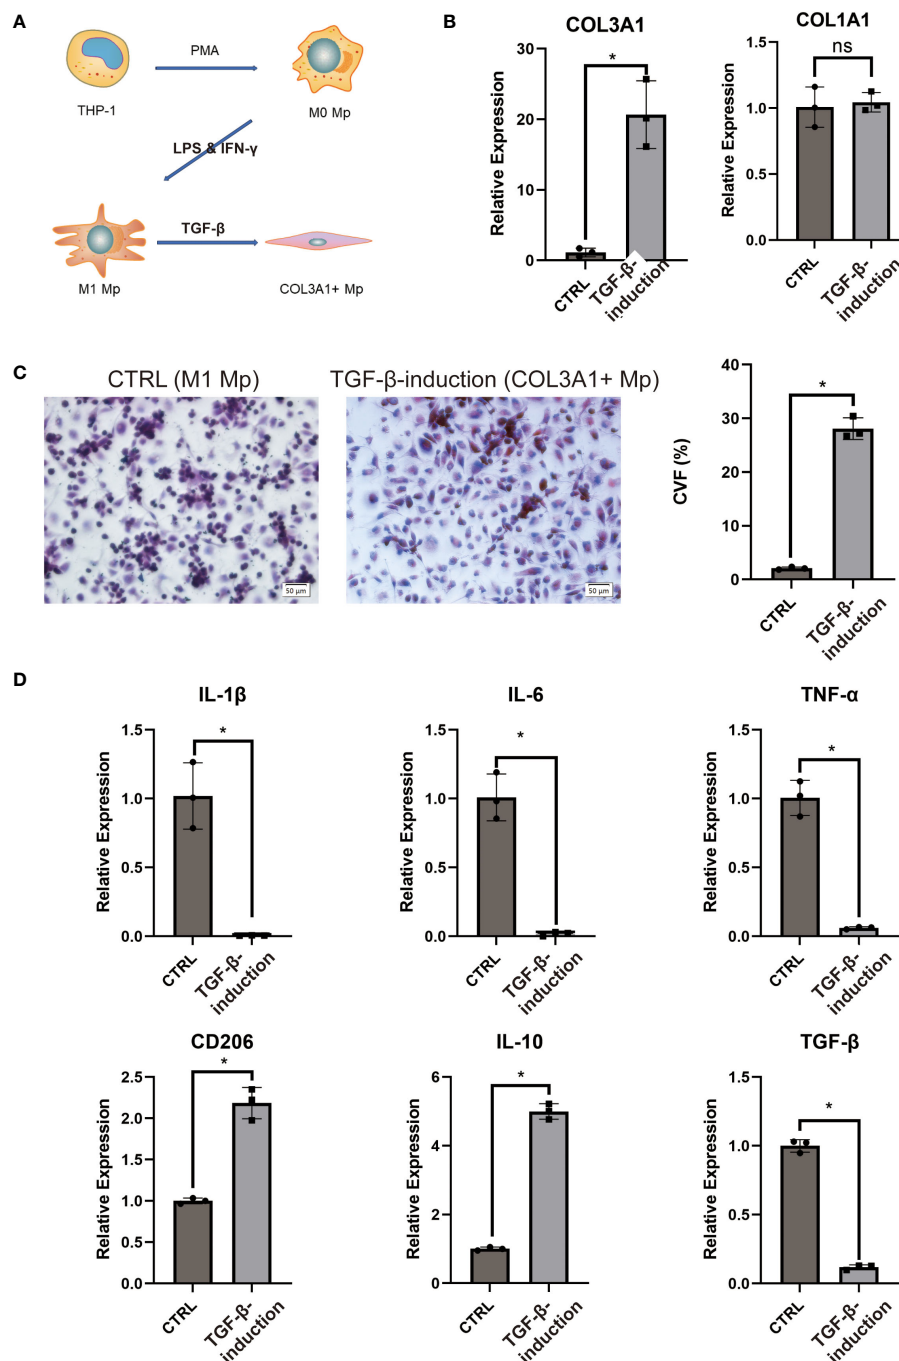 A
THP-1
PMA
M0 Mp
LPS & IFN-γ
M1 Mp
TGF-β
COL3A1+ Mp
B
COL3A1
Relative Expression
30
20
10
0
*
CTRL
TGF-β-
induction
COL1A1
Relative Expression
1.5
1.0
0.5
0.0
ns
CTRL
TGF-β-
induction
C
CTRL (M1 Mp)
50 μm
TGF-β-induction (COL3A1+ Mp)
50 μm
CVF (%)
40
30
20
10
0
*
CTRL
TGF-β-
induction
D
IL-1β
Relative Expression
1.5
1.0
0.5
0.0
*
CTRL
TGF-β-
induction
IL-6
Relative Expression
1.5
1.0
0.5
0.0
*
CTRL
TGF-β-
induction
TNF-α
Relative Expression
1.5
1.0
0.5
0.0
*
CTRL
TGF-β-
induction
CD206
Relative Expression
2.5
2.0
1.5
1.0
0.5
0.0
*
CTRL
TGF-β-
induction
IL-10
Relative Expression
6
4
2
0
*
CTRL
TGF-β-
induction
TGF-β
Relative Expression
1.5
1.0
0.5
0.0
*
CTRL
TGF-β-
induction